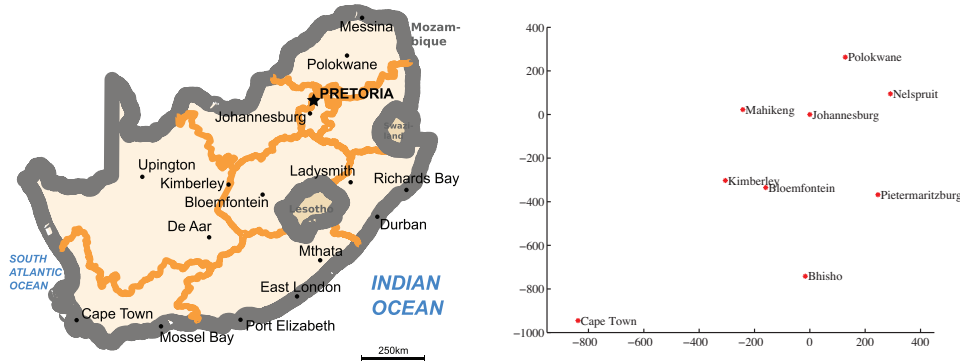 Messina
Mozam-
bique
Polokwane
PRETORIA
Johannesburg
Swazi-
land
Upington
Ladysmith
Kimberley
Richards Bay
Bloemfontein
Lesotho
De Aar
Durban
Mthata
SOUTH
ATLANTIC
OCEAN
INDIAN
OCEAN
East London
Cape Town
Port Elizabeth
Mossel Bay
250km
400
200
0
−200
−400
−600
−800
−1000
Polokwane
Nelspruit
Mahikeng
Johannesburg
Kimberley
Bloemfontein
Pietermaritzburg
Bhisho
Cape Town
−800
−600
−400
−200
0
200
400